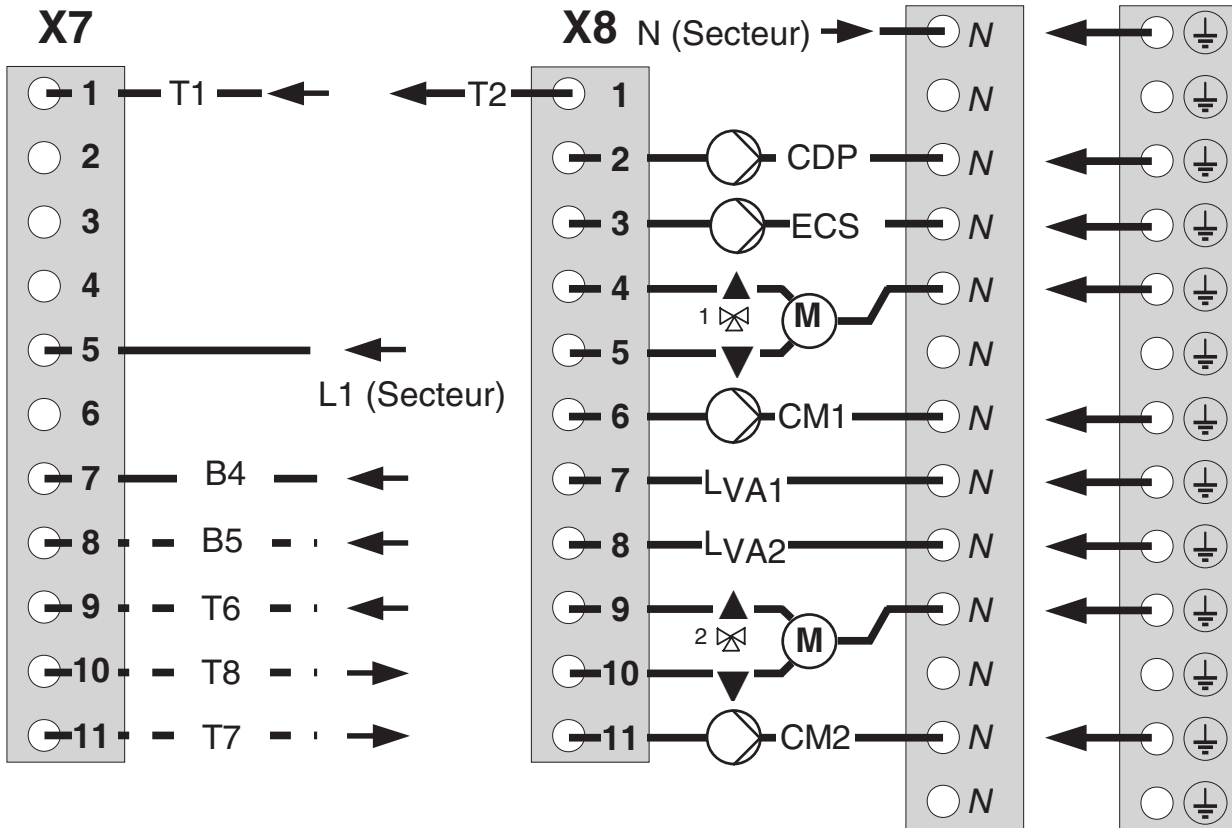 X7 X8 N (Secteur) N
1 T1 T2 1 N
2 2 CDP N
3 3 ECS N
4 4 1 M N
5 L1 (Secteur) 5 N
6 6 CM1 N
7 B4 7 LVA1 N
8 B5 8 LVA2 N
9 T6 9 2 M N
10 T8 10 N
11 T7 11 CM2 N
N